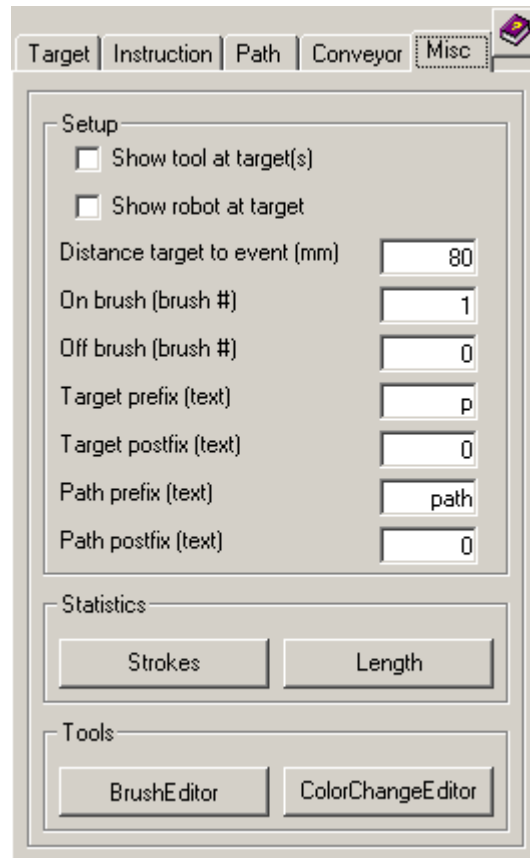 Target Instruction Path Conveyor Misc
Setup
Show tool at target(s)
Show robot at target
Distance target to event (mm) 80
On brush (brush #) 1
Off brush (brush #) 0
Target prefix (text) p
Target postfix (text) 0
Path prefix (text) path
Path postfix (text) 0
Statistics
Strokes Length
Tools
BrushEditor ColorChangeEditor